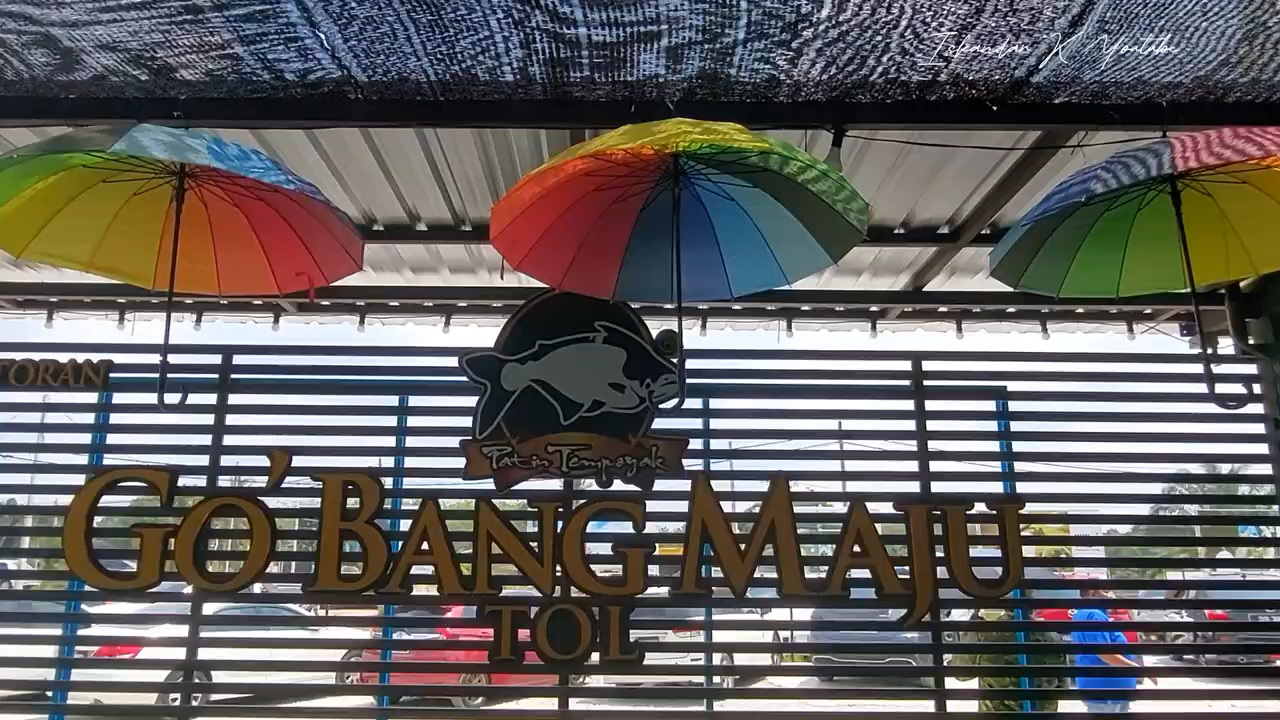 Iskandar X Youtube
TORAN
Patin Tempoyak
GO'BANG MAJU
TOL